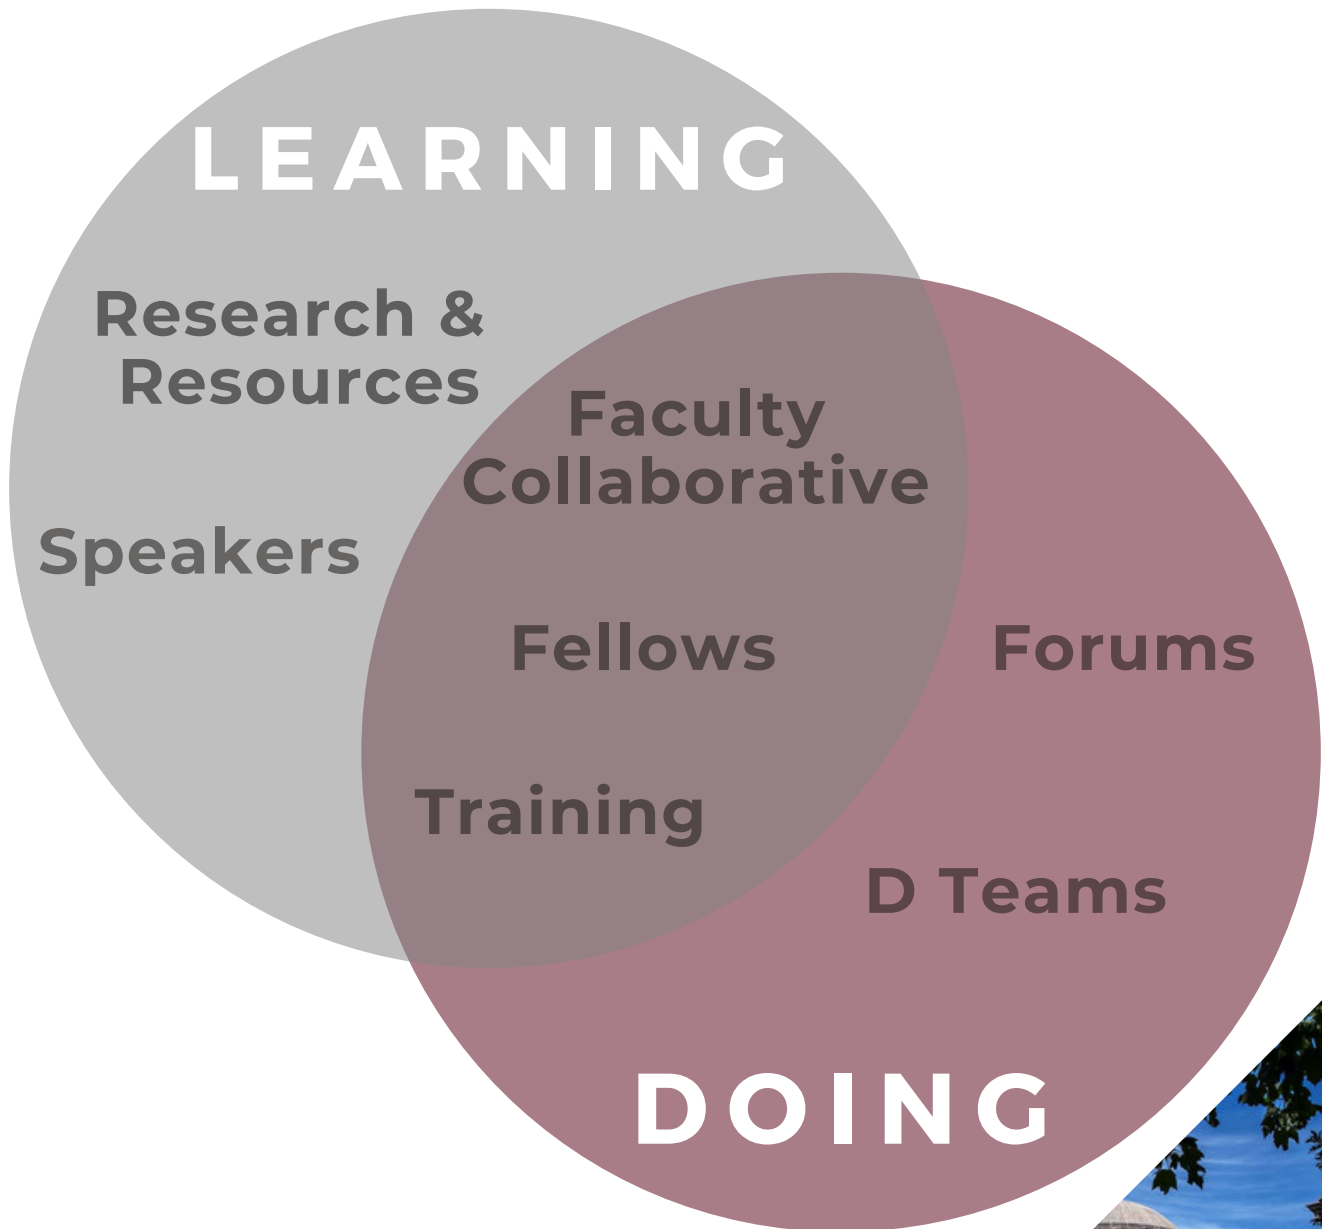 LEARNING
Research &
Resources
Faculty
Collaborative
Speakers
Fellows
Forums
Training
D Teams
DOING